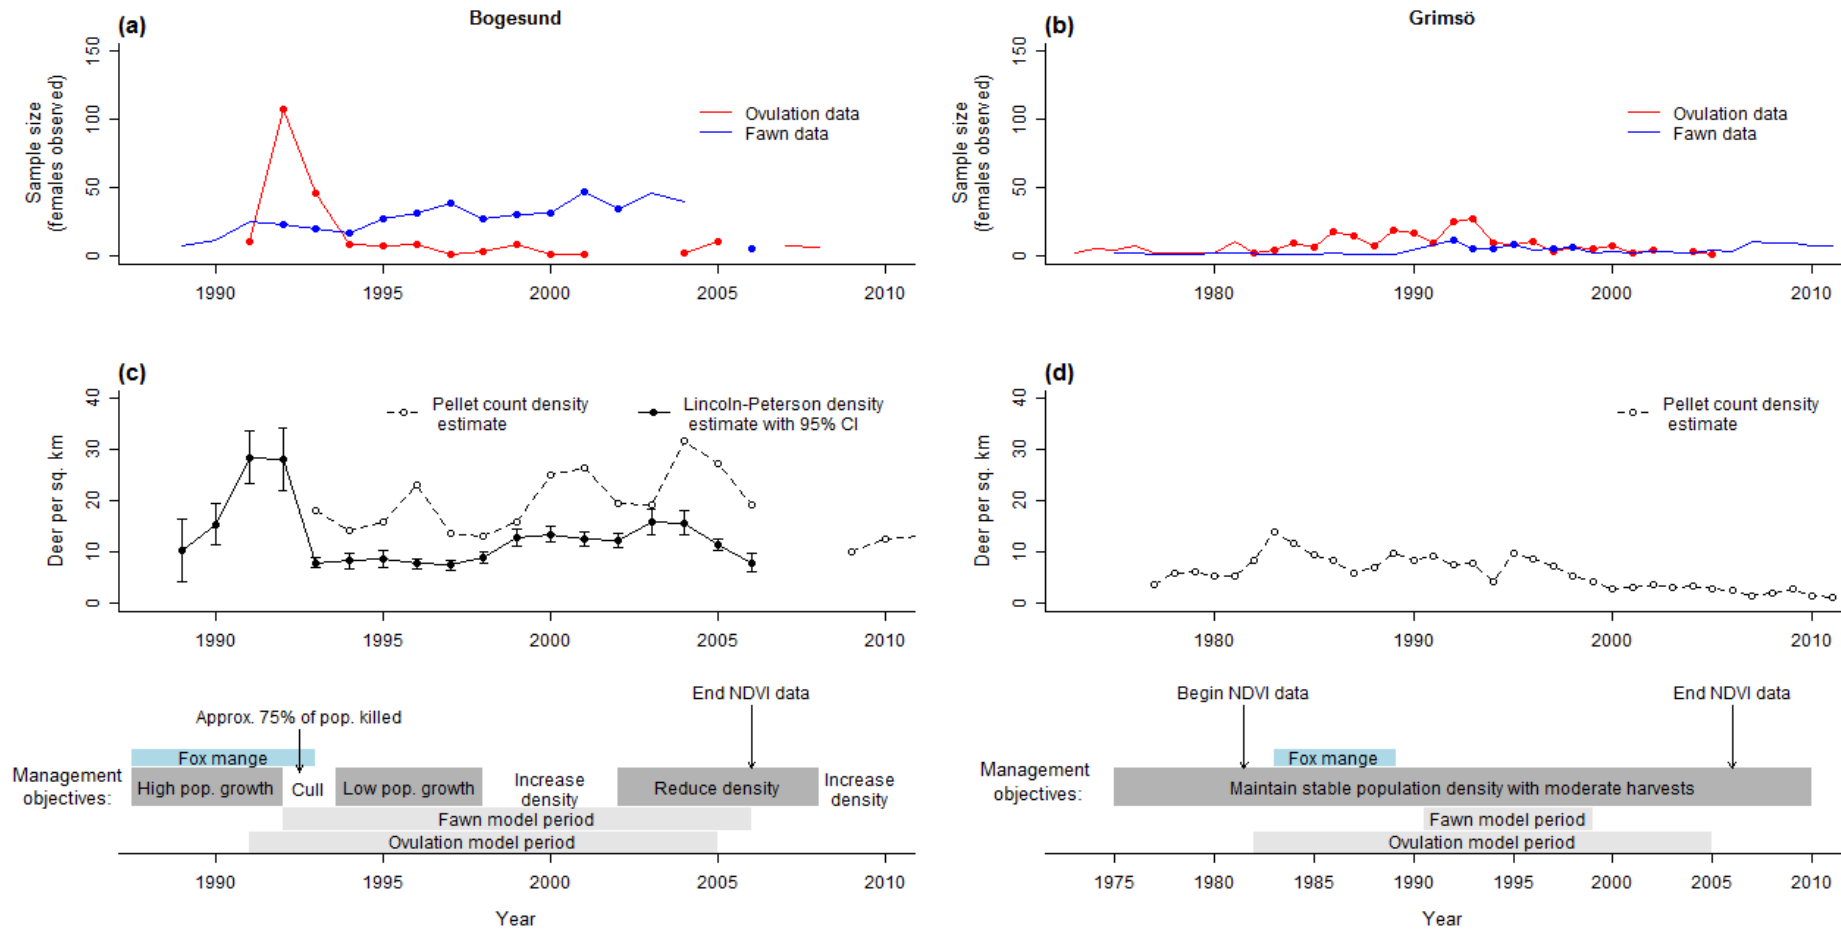 Bogesund
Grimsö
(a)
150
100
50
0
Sample size
(females observed)
Ovulation data
Fawn data
1990
1995
2000
2005
2010
(b)
150
100
50
0
Sample size
(females observed)
Ovulation data
Fawn data
1980
1990
2000
2010
(c)
40
30
20
10
0
Deer per sq. km
Pellet count density
estimate
Lincoln-Peterson density
estimate with 95% CI
1990
1995
2000
2005
2010
(d)
40
30
20
10
0
Deer per sq. km
Pellet count density
estimate
1980
1990
2000
2010
End NDVI data
Approx. 75% of pop. killed
Fox mange
Management
objectives:
High pop. growth
Cull
Low pop. growth
Increase
density
Reduce density
Increase
density
Fawn model period
Ovulation model period
1990
1995
2000
2005
2010
Year
Begin NDVI data
End NDVI data
Fox mange
Management
objectives:
Maintain stable population density with moderate harvests
Fawn model period
Ovulation model period
1975
1980
1985
1990
1995
2000
2005
2010
Year